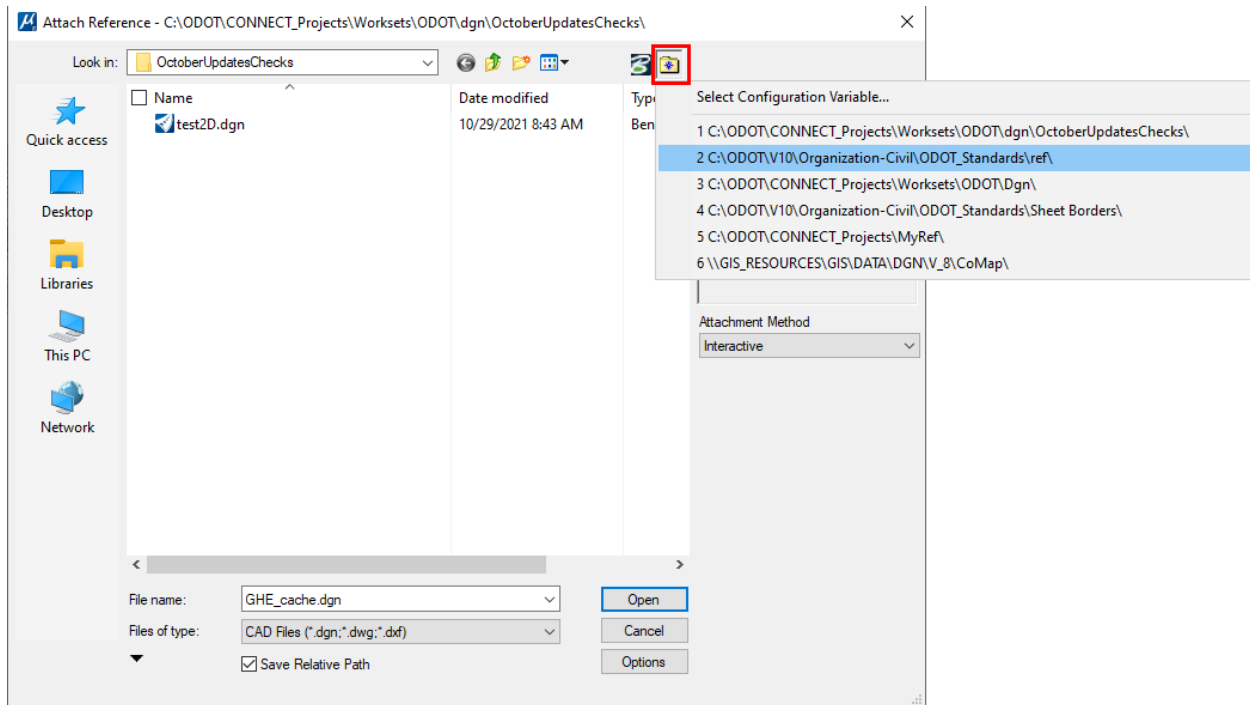 Attach Reference - C:\ODOT\CONNECT_Projects\Worksets\ODOT\dgn\OctoberUpdatesChecks\
Look in:
OctoberUpdatesChecks
Name
Date modified
Typ
test2D.dgn
10/29/2021 8:43 AM
Ben
Quick access
Desktop
Libraries
This PC
Network
Select Configuration Variable...
1 C:\ODOT\CONNECT_Projects\Worksets\ODOT\dgn\OctoberUpdatesChecks\
2 C:\ODOT\V10\Organization-Civil\ODOT_Standards\ref\
3 C:\ODOT\CONNECT_Projects\Worksets\ODOT\Dgn\
4 C:\ODOT\V10\Organization-Civil\ODOT_Standards\Sheet Borders\
5 C:\ODOT\CONNECT_Projects\MyRef\
6 \\GIS_RESOURCES\GIS\DATA\DGN\V_8\CoMap\
Attachment Method
Interactive
File name:
GHE_cache.dgn
Open
Files of type:
CAD Files (*.dgn;*.dwg;*.dxf)
Cancel
Save Relative Path
Options